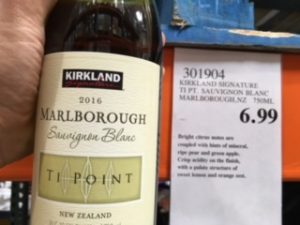 KIRKLAND
Signature
2016
MARLBOROUGH
Sauvignon Blanc
TI POINT
NEW ZEALAND
301904
KIRKLAND SIGNATURE
TI PT. SAUVIGNON BLANC
MARLBOROUGH,NZ 750ML
6.99
Bright citrus notes are
coupled with hints of mineral,
ripe pear and green apple.
Crisp acidity on the finish,
with a palate structure of
sweet lemon and orange zest.